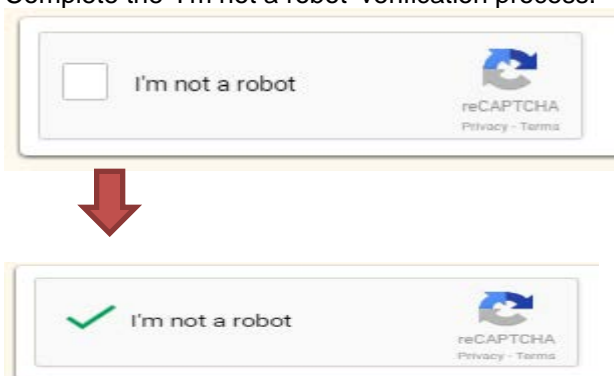 Complete the 'I'm not a robot' verification process.
I'm not a robot
reCAPTCHA
Privacy - Terms
I'm not a robot
reCAPTCHA
Privacy - Terms